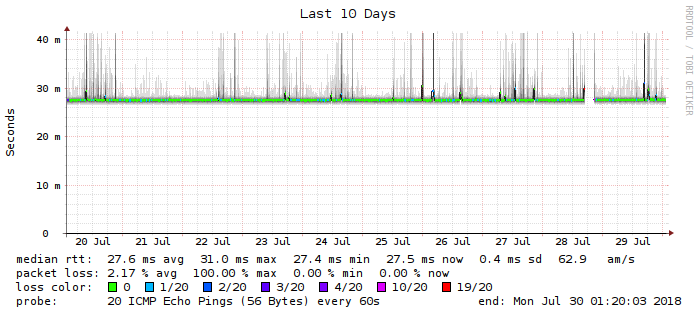 Last 10 Days
RRDTOOL / TOBI OETIKER
Seconds
40 m
30 m
20 m
10 m
0
20 Jul 21 Jul 22 Jul 23 Jul 24 Jul 25 Jul 26 Jul 27 Jul 28 Jul 29 Jul
median rtt: 27.6 ms avg 31.0 ms max 27.4 ms min 27.5 ms now 0.4 ms sd 62.9 am/s
packet loss: 2.17 % avg 100.00 % max 0.00 % min 0.00 % now
loss color: 0 1/20 2/20 3/20 4/20 10/20 19/20
probe: 20 ICMP Echo Pings (56 Bytes) every 60s end: Mon Jul 30 01:20:03 2018